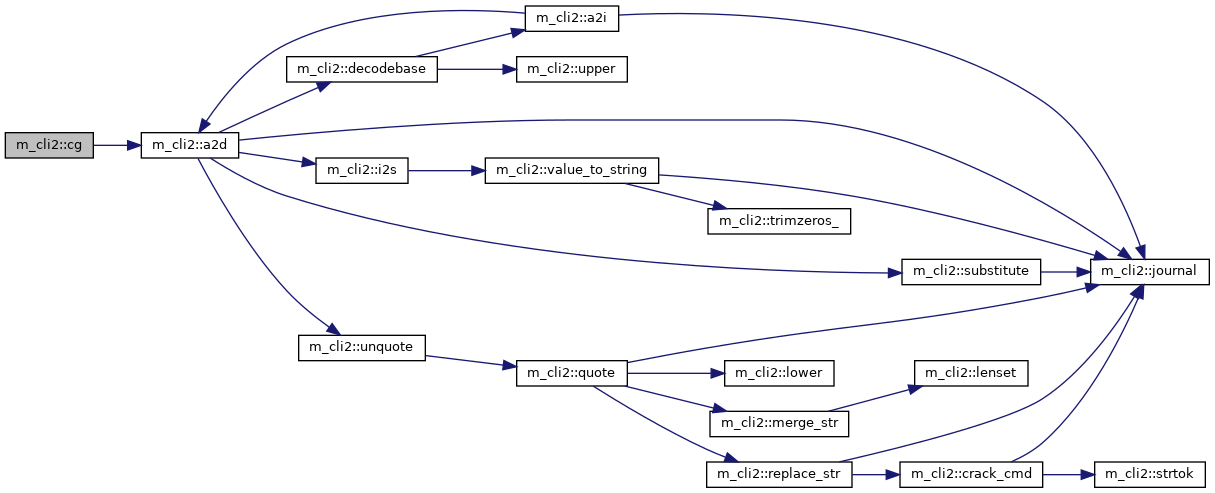 m_cli2::a2i
m_cli2::decodebase
m_cli2::upper
m_cli2::cg
m_cli2::a2d
m_cli2::i2s
m_cli2::value_to_string
m_cli2::trimzeros_
m_cli2::substitute
m_cli2::journal
m_cli2::unquote
m_cli2::quote
m_cli2::lower
m_cli2::lenset
m_cli2::merge_str
m_cli2::replace_str
m_cli2::crack_cmd
m_cli2::strtok